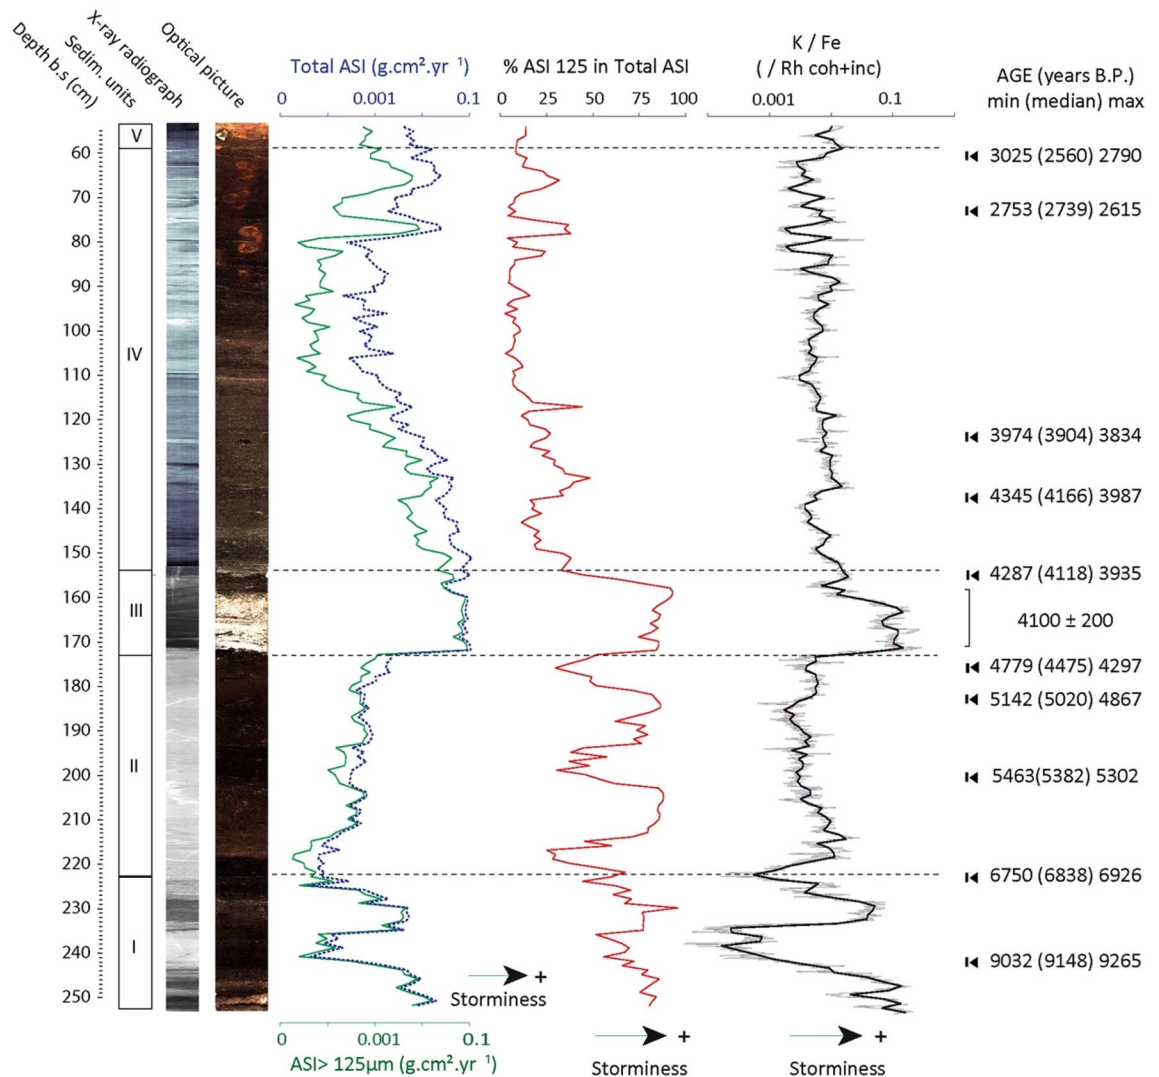 Depth b.s (cm)
Sedim. units
X-ray radiograph
Optical picture
Total ASI (g.cm².yr ⁻¹)
0 0.001 0.1
% ASI 125 in Total ASI
0 25 50 75 100
K / Fe
( / Rh coh+inc)
0.001 0.1
AGE (years B.P.)
min (median) max
V
60
3025 (2560) 2790
70
2753 (2739) 2615
80
90
100
IV
110
120
3974 (3904) 3834
130
4345 (4166) 3987
140
150
4287 (4118) 3935
160
III
4100 ± 200
170
4779 (4475) 4297
180
5142 (5020) 4867
190
II
200
5463(5382) 5302
210
220
6750 (6838) 6926
230
I
240
9032 (9148) 9265
250
+
Storminess
0 0.001 0.1
ASI> 125µm (g.cm².yr ⁻¹)
+
Storminess
+
Storminess